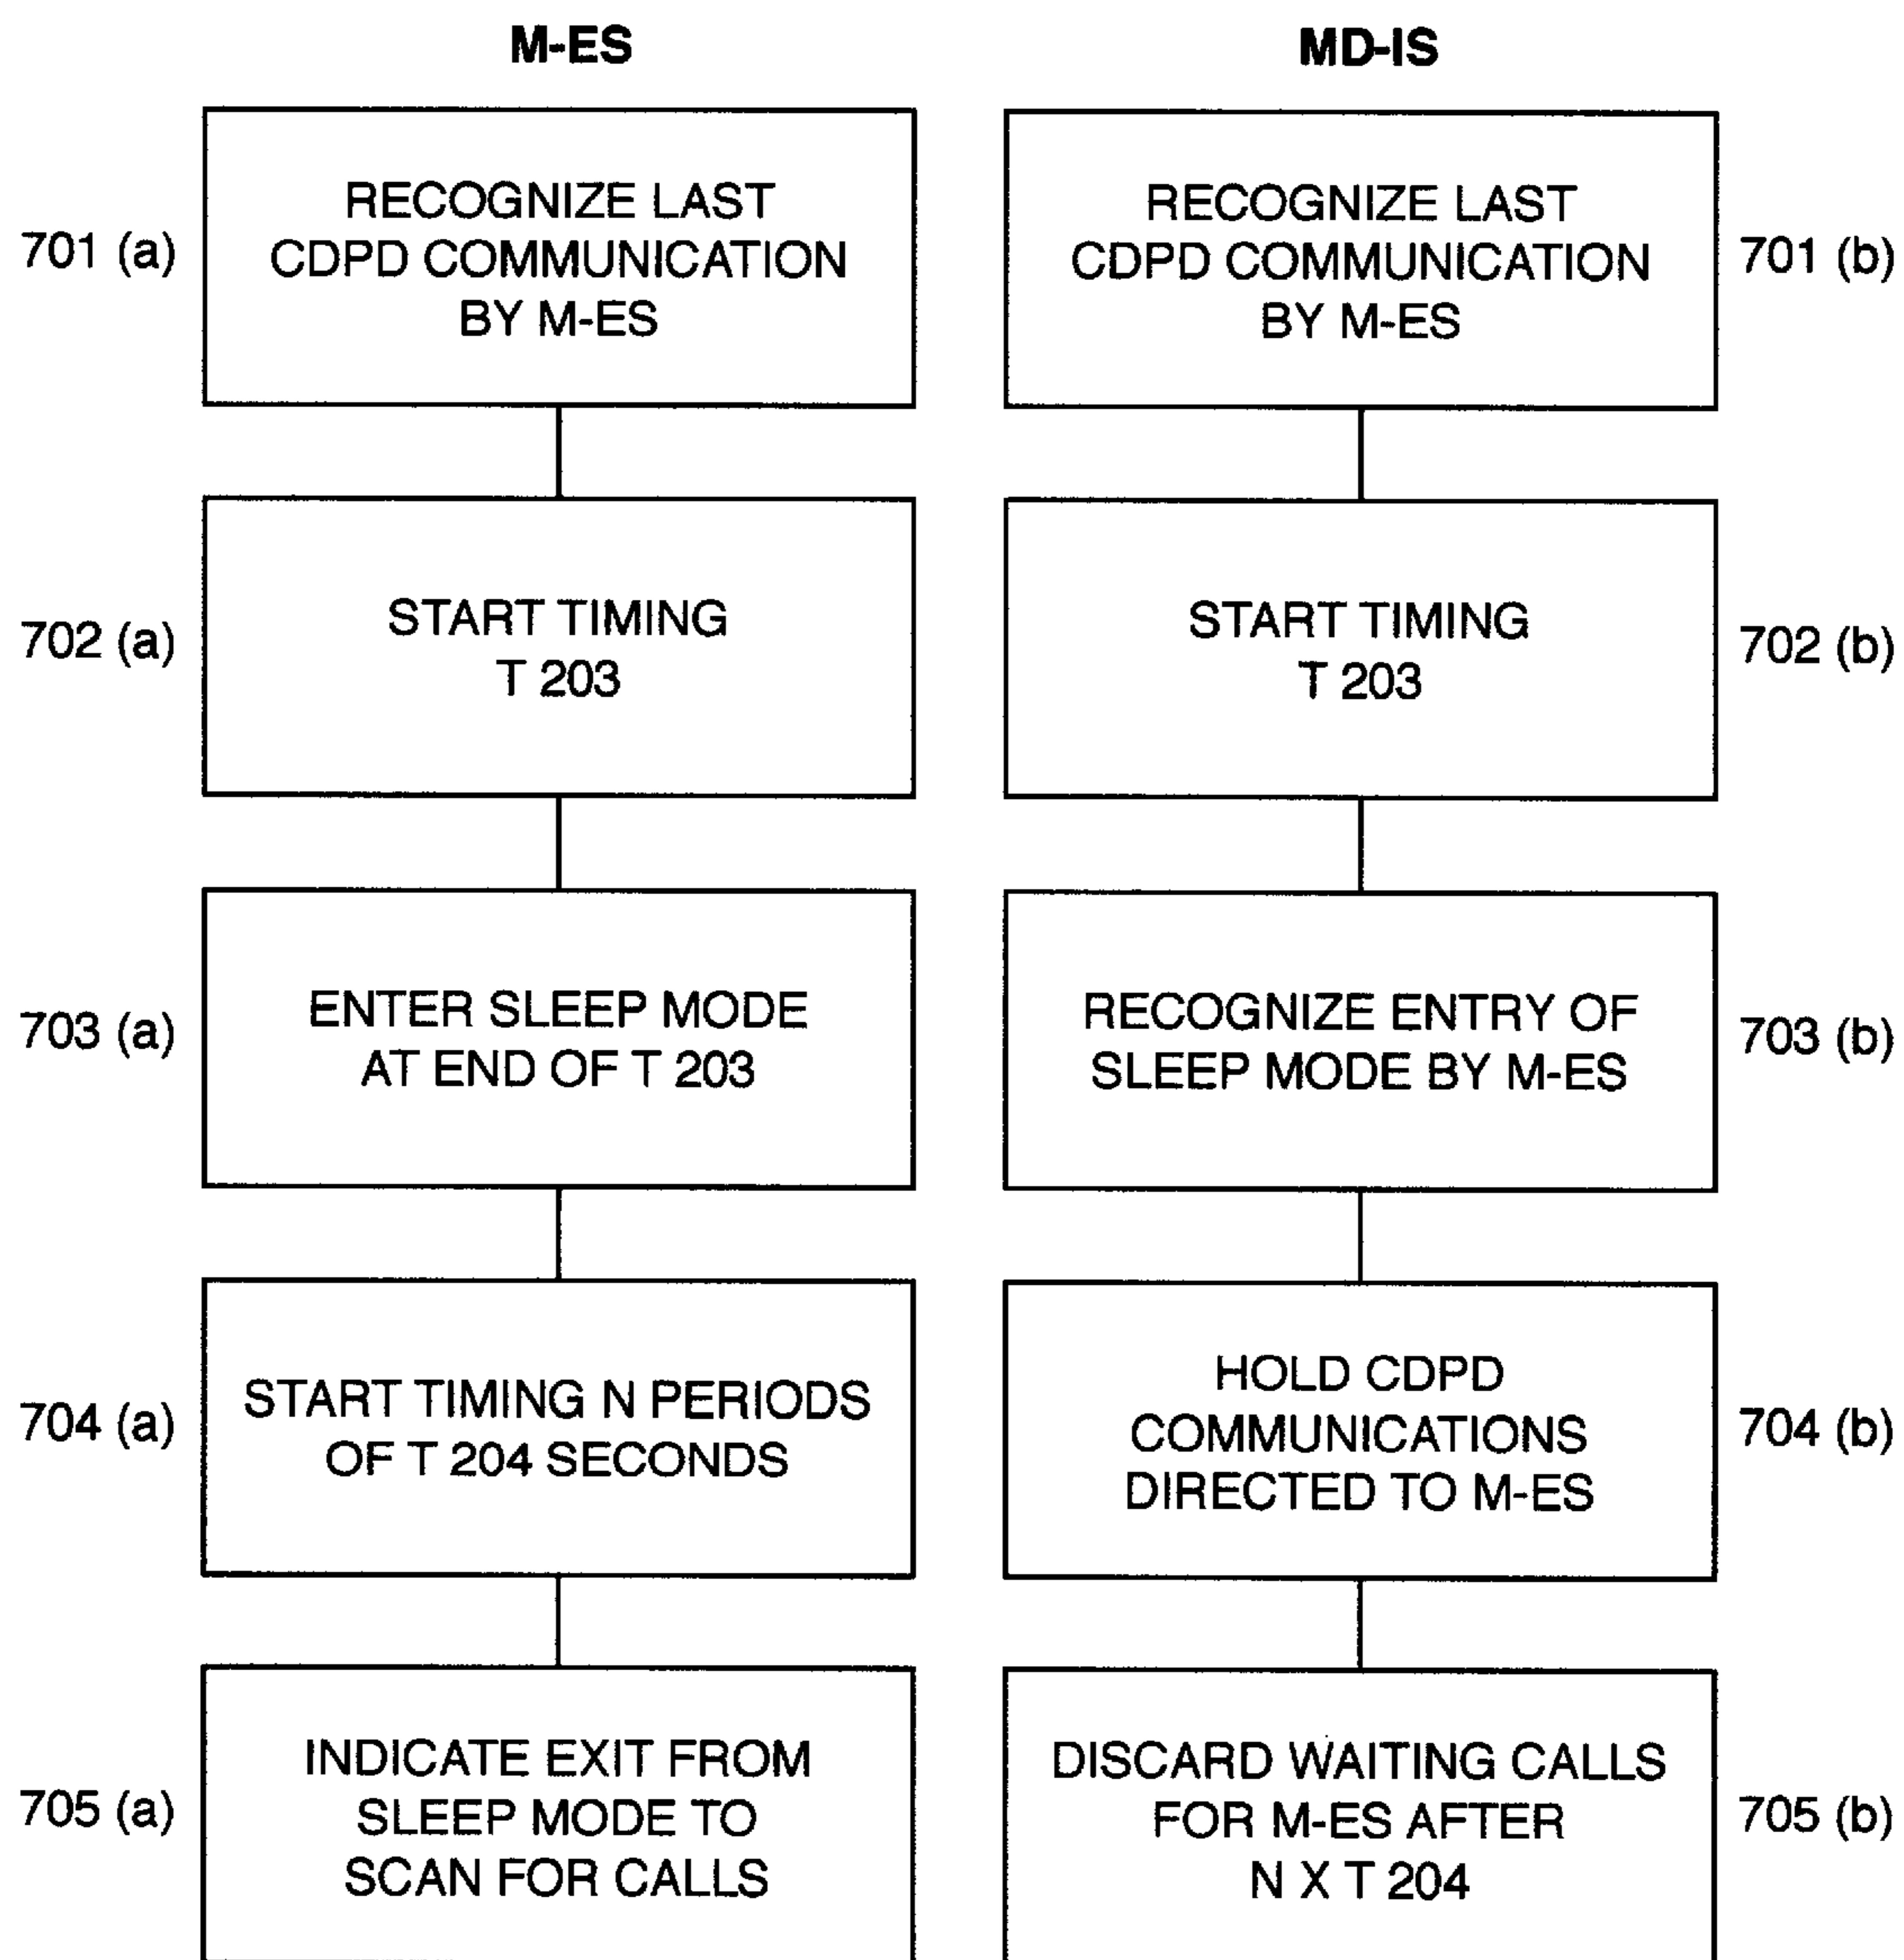 M-ES
MD-IS
701 (a)
RECOGNIZE LAST
CDPD COMMUNICATION
BY M-ES
RECOGNIZE LAST
CDPD COMMUNICATION
BY M-ES
701 (b)
702 (a)
START TIMING
T 203
START TIMING
T 203
702 (b)
703 (a)
ENTER SLEEP MODE
AT END OF T 203
RECOGNIZE ENTRY OF
SLEEP MODE BY M-ES
703 (b)
704 (a)
START TIMING N PERIODS
OF T 204 SECONDS
HOLD CDPD
COMMUNICATIONS
DIRECTED TO M-ES
704 (b)
705 (a)
INDICATE EXIT FROM
SLEEP MODE TO
SCAN FOR CALLS
DISCARD WAITING CALLS
FOR M-ES AFTER
N X T 204
705 (b)